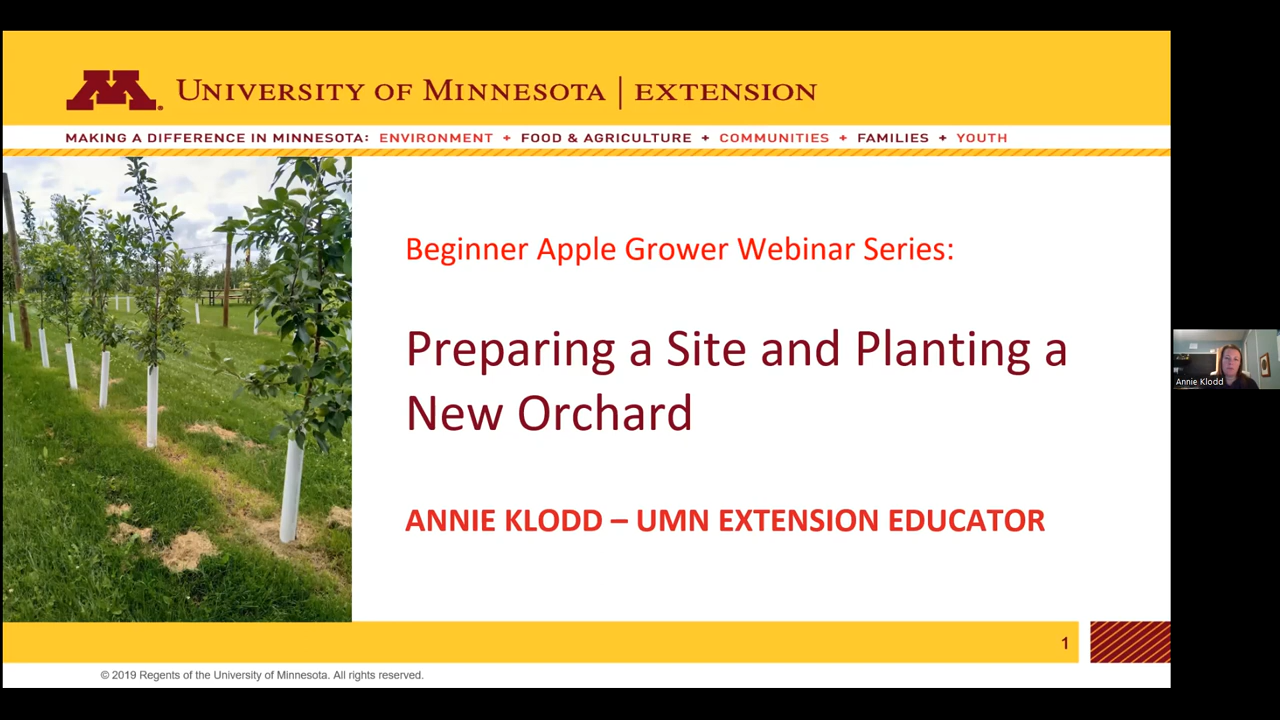 UNIVERSITY OF MINNESOTA | EXTENSION
MAKING A DIFFERENCE IN MINNESOTA: ENVIRONMENT + FOOD & AGRICULTURE + COMMUNITIES + FAMILIES + YOUTH
Beginner Apple Grower Webinar Series:
Preparing a Site and Planting a
New Orchard
Annie Klodd
ANNIE KLODD – UMN EXTENSION EDUCATOR
1
© 2019 Regents of the University of Minnesota. All rights reserved.